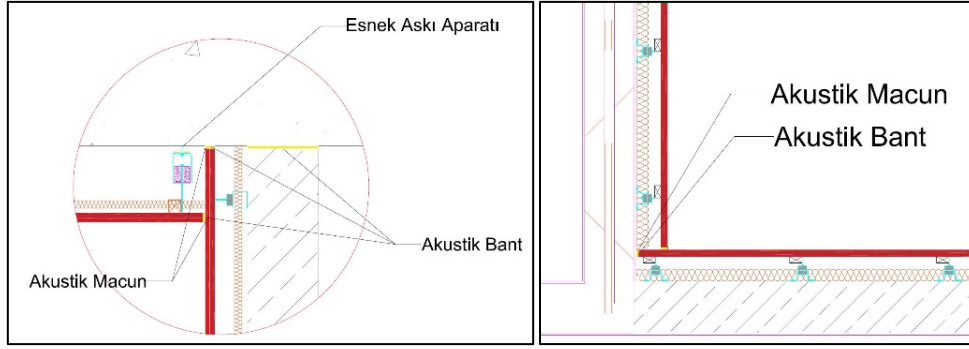 Esnek Askı Aparatı
Akustik Bant
Akustik Macun
Akustik Macun
Akustik Bant